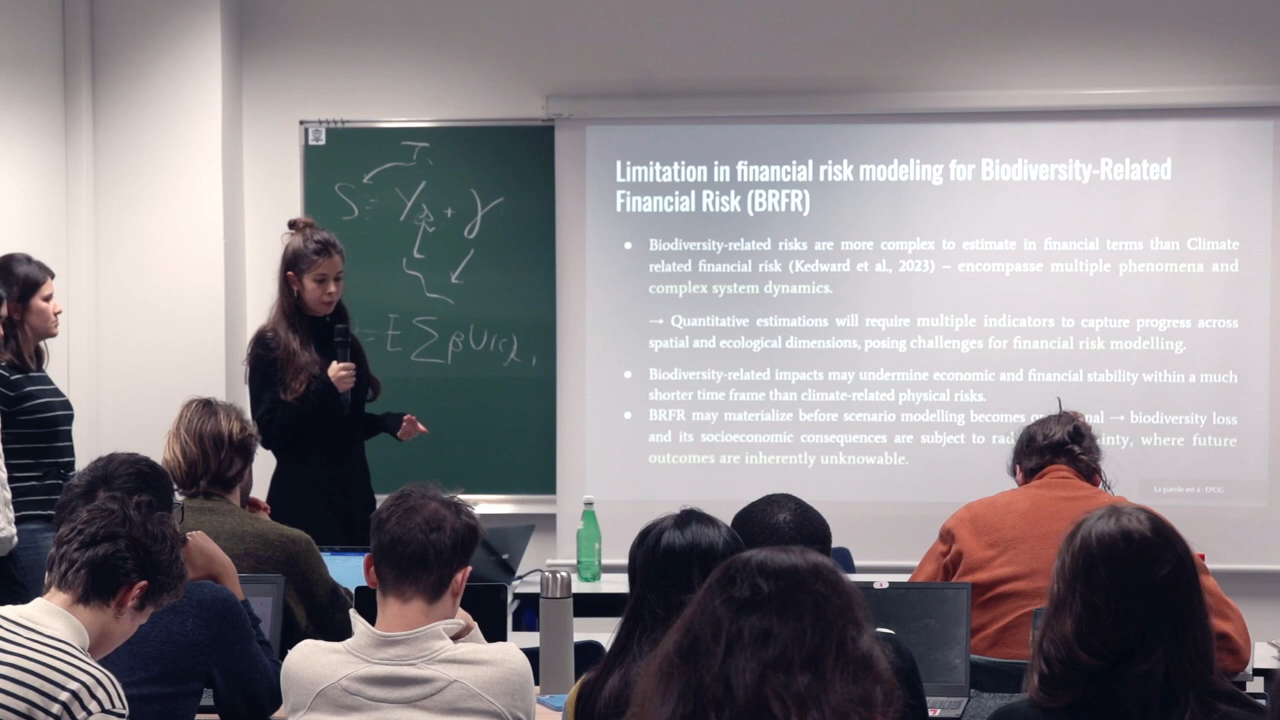 T,
S = Y + γ
= E Σ β U(c),
Limitation in financial risk modeling for Biodiversity-Related
Financial Risk (BRFR)
• Biodiversity-related risks are more complex to estimate in financial terms than Climate
related financial risk (Kedward et al., 2023) – encompasse multiple phenomena and
complex system dynamics.
→ Quantitative estimations will require multiple indicators to capture progress across
spatial and ecological dimensions, posing challenges for financial risk modelling.
• Biodiversity-related impacts may undermine economic and financial stability within a much
shorter time frame than climate-related physical risks.
• BRFR may materialize before scenario modelling becomes → biodiversity loss
and its socioeconomic consequences are subject to where future
outcomes are inherently unknowable.
La parole est à : EPOG